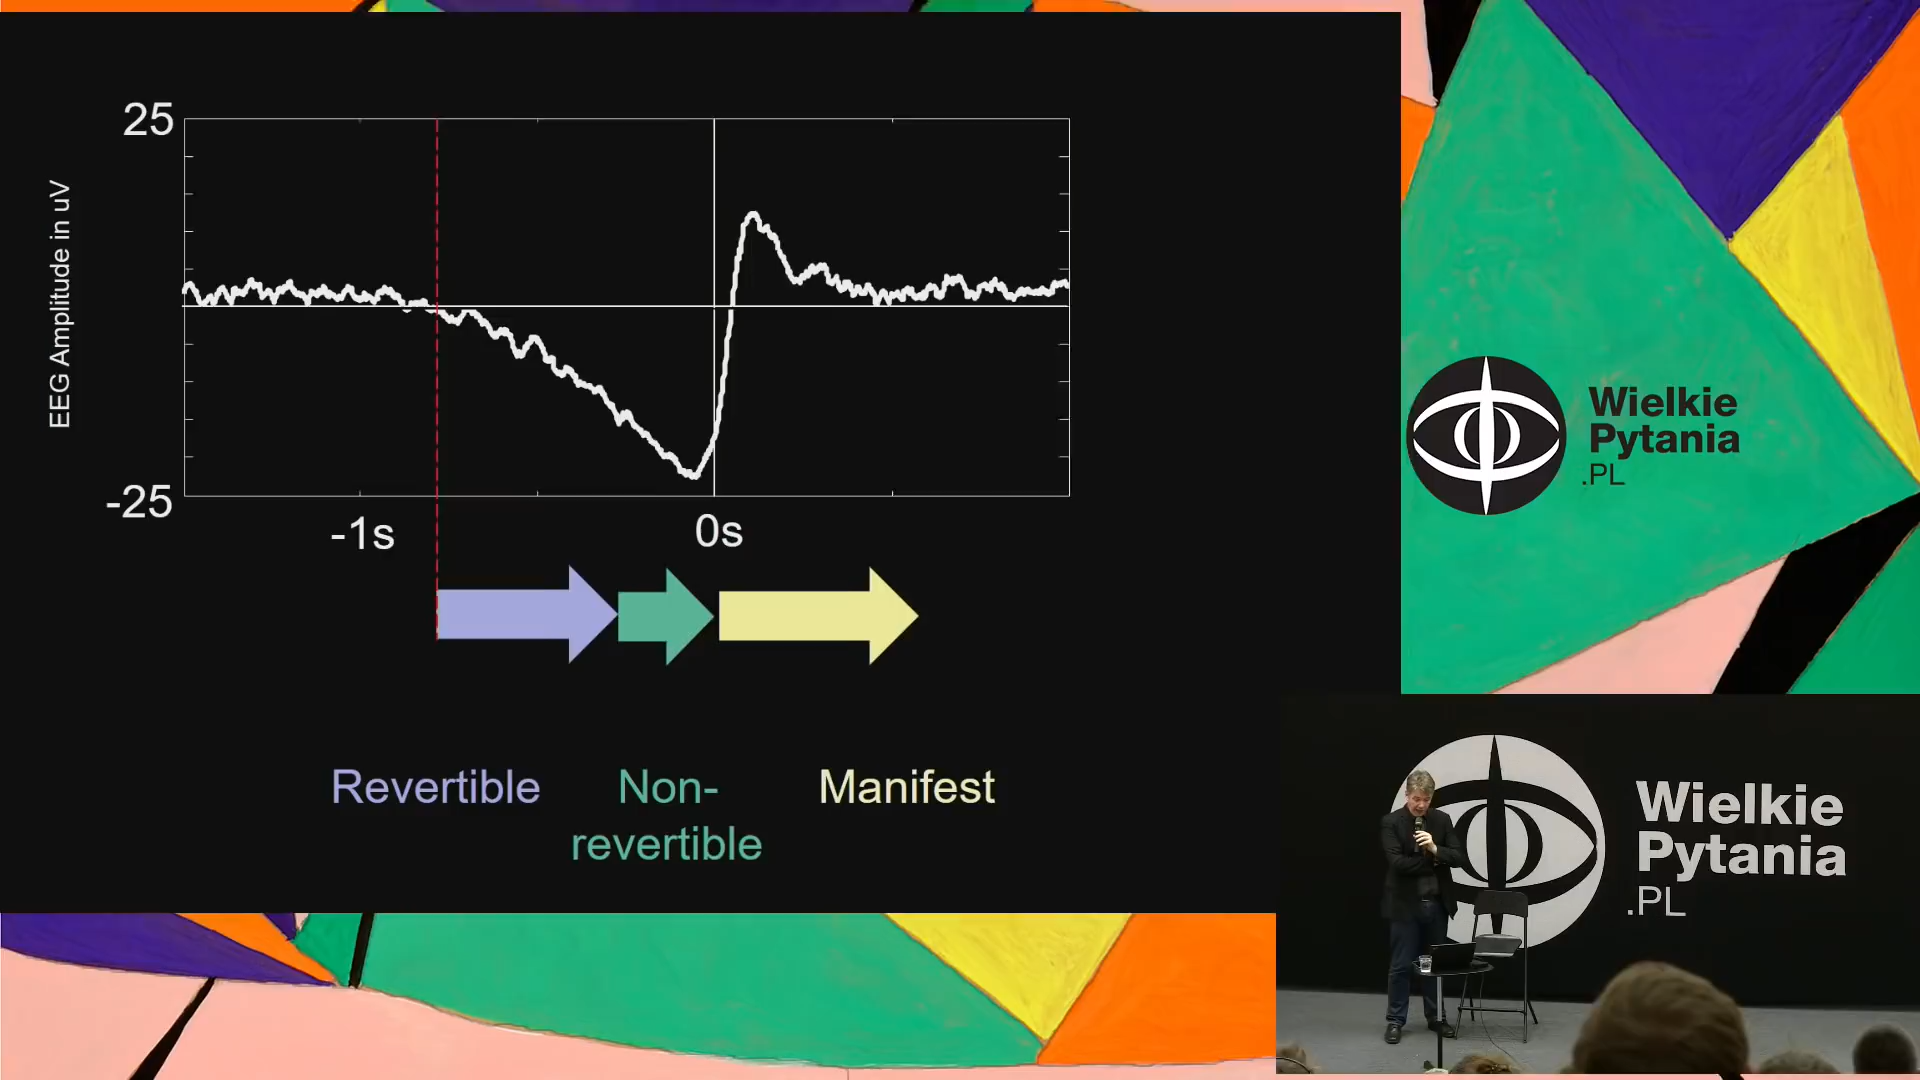 25
EEG Amplitude in uV
-25
-1s
0s
Revertible
Non-
revertible
Manifest
Wielkie
Pytania
.PL
Wielkie
Pytania
.PL